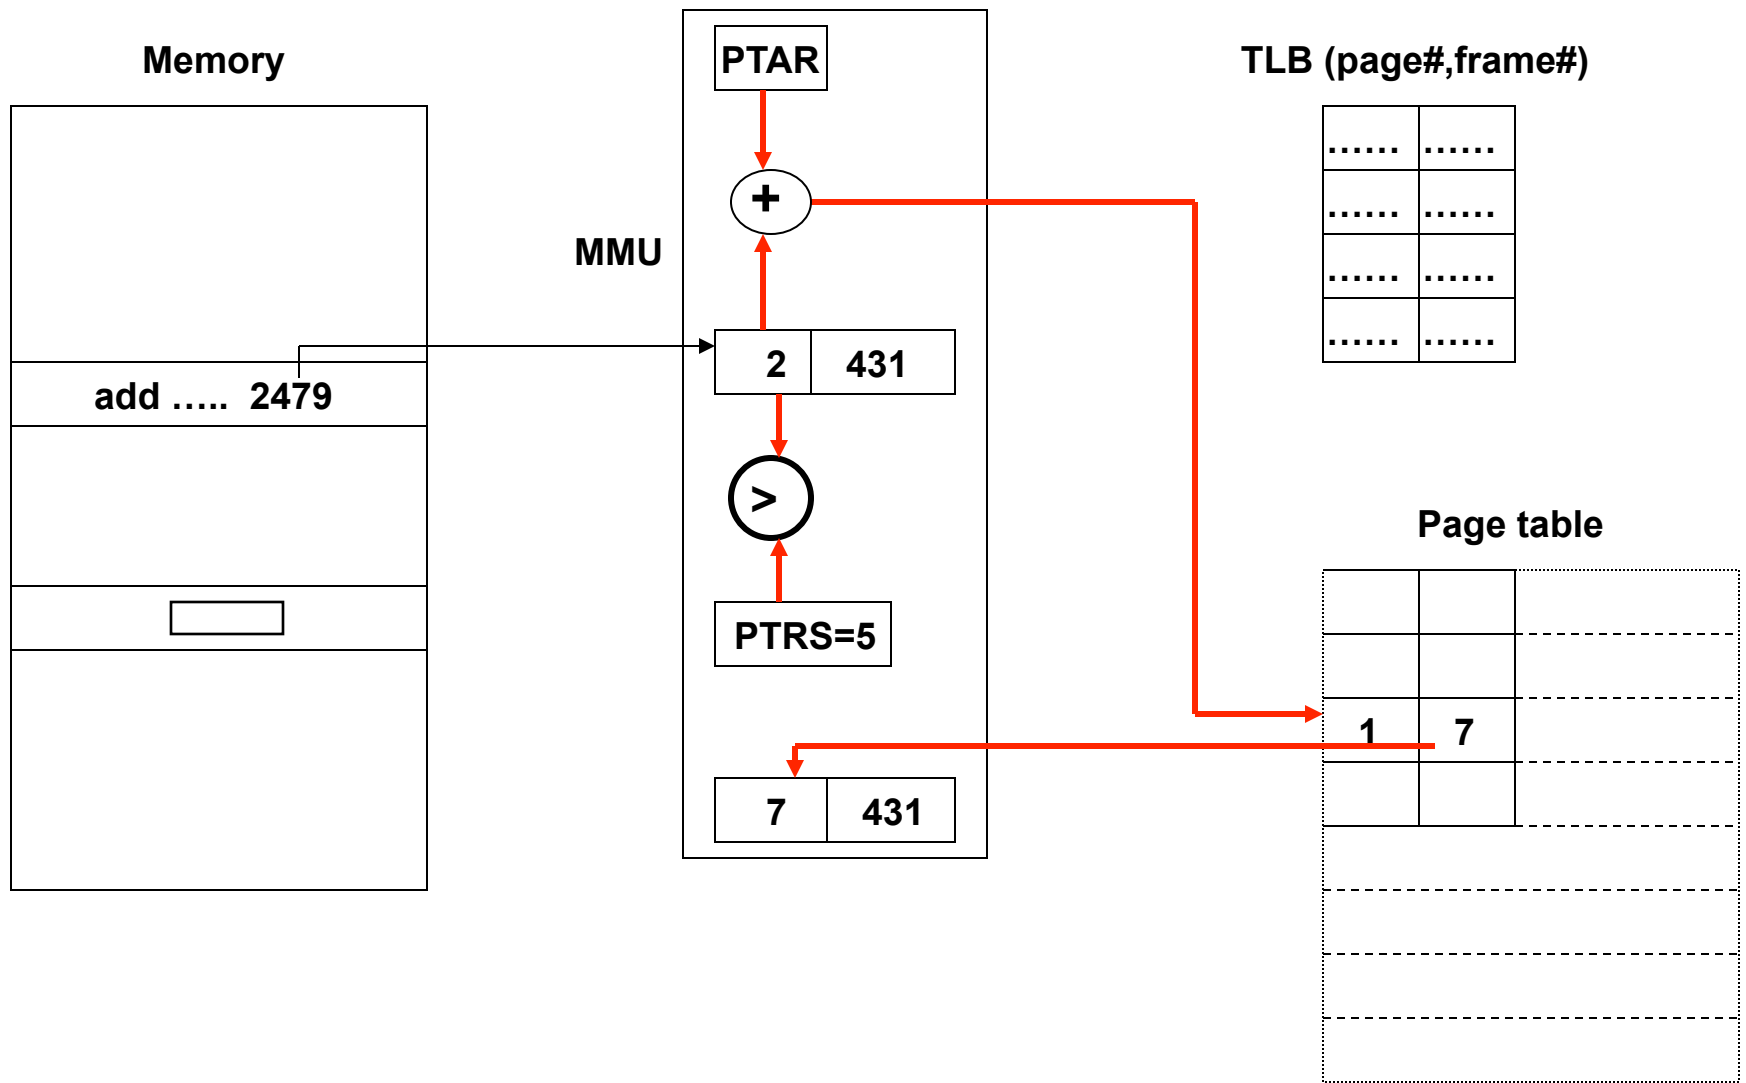 Memory
add ….. 2479
MMU
PTAR
+
2 431
>
PTRS=5
7 431
TLB (page#,frame#)
…… ……
…… ……
…… ……
…… ……
Page table
1 7